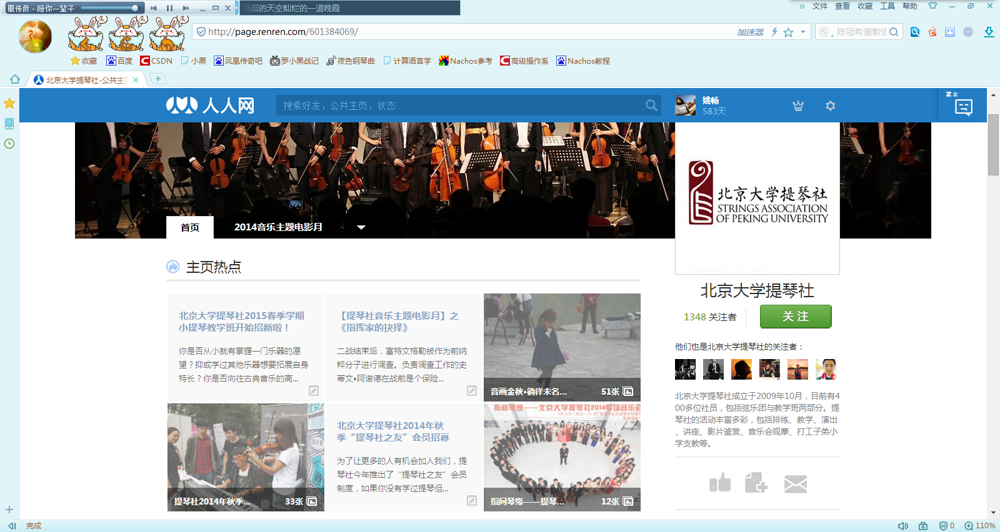 凰传奇 - 陪你一辈子
雨后的天空灿烂的一道晚霞
文件 查看 收藏 工具 帮助
http://page.renren.com/601384069/
加速器
陈冠希道歉信
收藏 百度 CSDN 小黑 凤凰传奇吧 罗小黑战记 夜色钢琴曲 计算语言学 Nachos参考 高级操作系 Nachos教程
北京大学提琴社-公共主页
人人网
搜索好友，公共主页，状态
姚畅
583天
北京大学提琴社
STRINGS ASSOCIATION
OF PEKING UNIVERSITY
首页
2014音乐主题电影月
主页热点
北京大学提琴社2015春季学期
小提琴教学班开始招新啦！
你是否从小就有掌握一门乐器的愿
望？抑或学过其他乐器想要拓展自身
特长？你是否向往古典音乐的高...
【提琴社音乐主题电影月】之
《指挥家的抉择》
二战结束后，富特文格勒被作为前纳
粹分子进行调查。负责调查工作的史
蒂文•阿诺德在战前是个保险...
音画金秋•徜徉未名...
51张
提琴社2014年秋季...
33张
北京大学提琴社2014年秋
季“提琴社之友”会员招募
为了让更多的人有机会加入我们，提
琴社今年推出了“提琴社之友”会员
制度，如果你没有学过提琴但...
指间琴缘——北京大学提琴社2014专场音乐会
指间琴缘——提琴...
12张
北京大学提琴社
1348 关注者
关注
他们也是北京大学提琴社的关注者：
北京大学提琴社成立于2009年10月，目前有4
00多位社员，包括弦乐团与教学班两部分。提
琴社的活动丰富多彩，包括排练、教学、演出
、讲座、影片鉴赏、音乐会观摩、打工子弟小
学支教等。
完成
0
110%